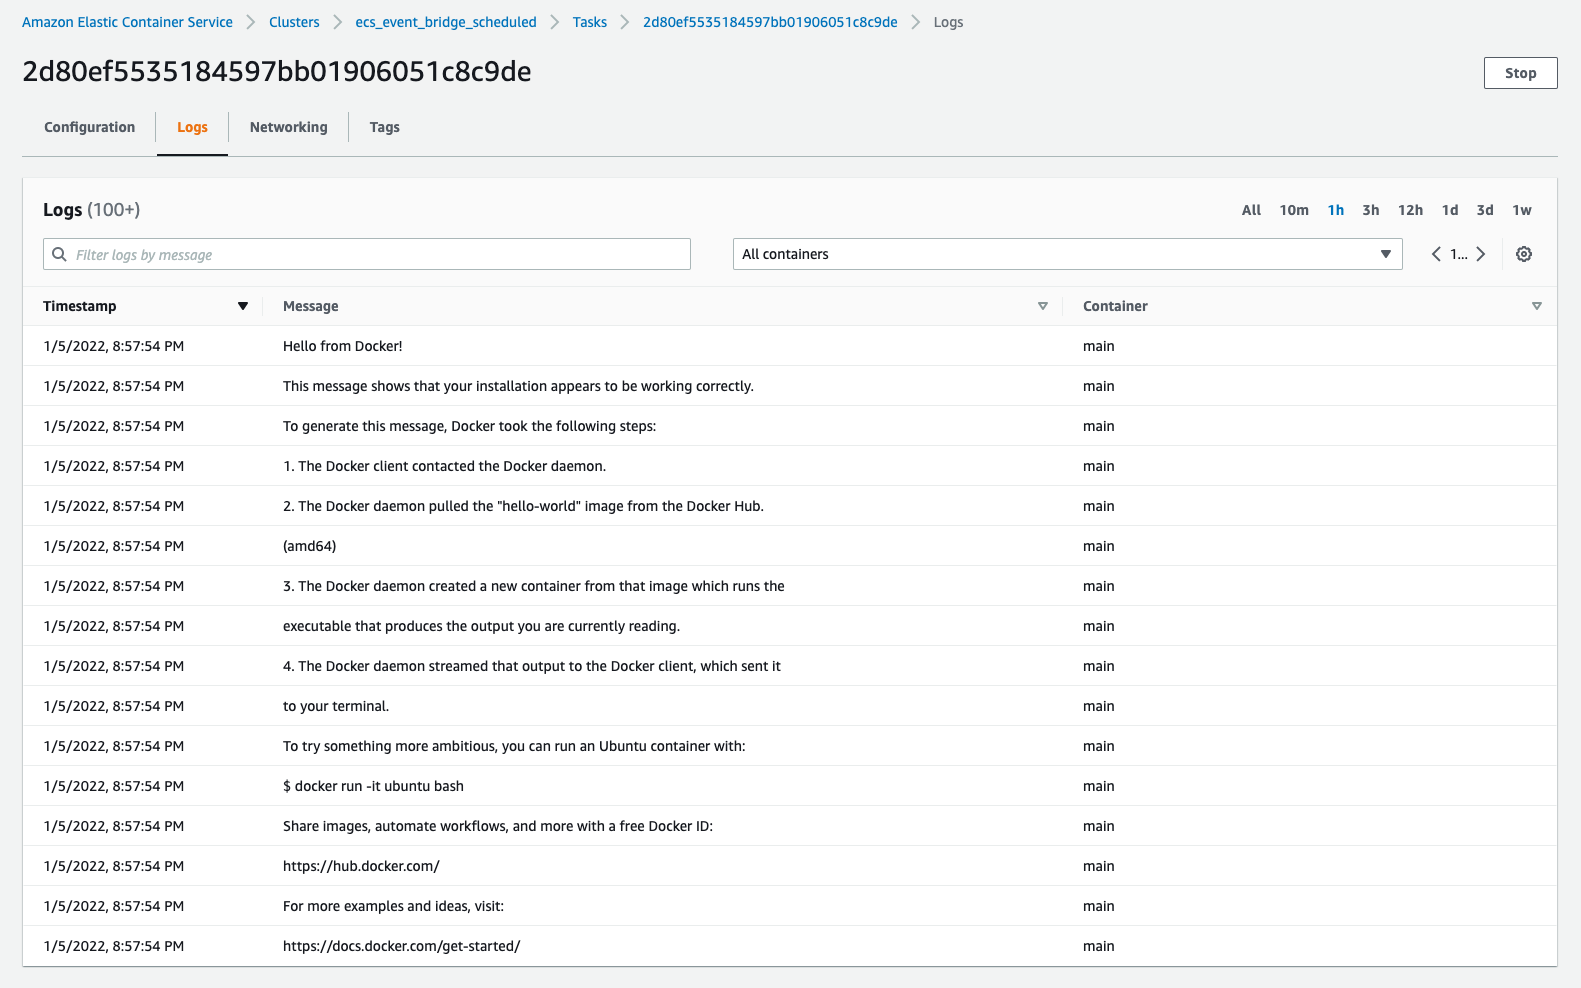 Amazon Elastic Container Service Clusters ecs_event_bridge_scheduled Tasks 2d80ef5535184597bb01906051c8c9de Logs
2d80ef5535184597bb01906051c8c9de Stop
Configuration Logs Networking Tags
Logs (100+) All 10m 1h 3h 12h 1d 3d 1w
Filter logs by message All containers 1...
Timestamp Message Container
1/5/2022, 8:57:54 PM Hello from Docker! main
1/5/2022, 8:57:54 PM This message shows that your installation appears to be working correctly. main
1/5/2022, 8:57:54 PM To generate this message, Docker took the following steps: main
1/5/2022, 8:57:54 PM 1. The Docker client contacted the Docker daemon. main
1/5/2022, 8:57:54 PM 2. The Docker daemon pulled the "hello-world" image from the Docker Hub. main
1/5/2022, 8:57:54 PM (amd64) main
1/5/2022, 8:57:54 PM 3. The Docker daemon created a new container from that image which runs the main
1/5/2022, 8:57:54 PM executable that produces the output you are currently reading. main
1/5/2022, 8:57:54 PM 4. The Docker daemon streamed that output to the Docker client, which sent it main
1/5/2022, 8:57:54 PM to your terminal. main
1/5/2022, 8:57:54 PM To try something more ambitious, you can run an Ubuntu container with: main
1/5/2022, 8:57:54 PM $ docker run -it ubuntu bash main
1/5/2022, 8:57:54 PM Share images, automate workflows, and more with a free Docker ID: main
1/5/2022, 8:57:54 PM https://hub.docker.com/ main
1/5/2022, 8:57:54 PM For more examples and ideas, visit: main
1/5/2022, 8:57:54 PM https://docs.docker.com/get-started/ main